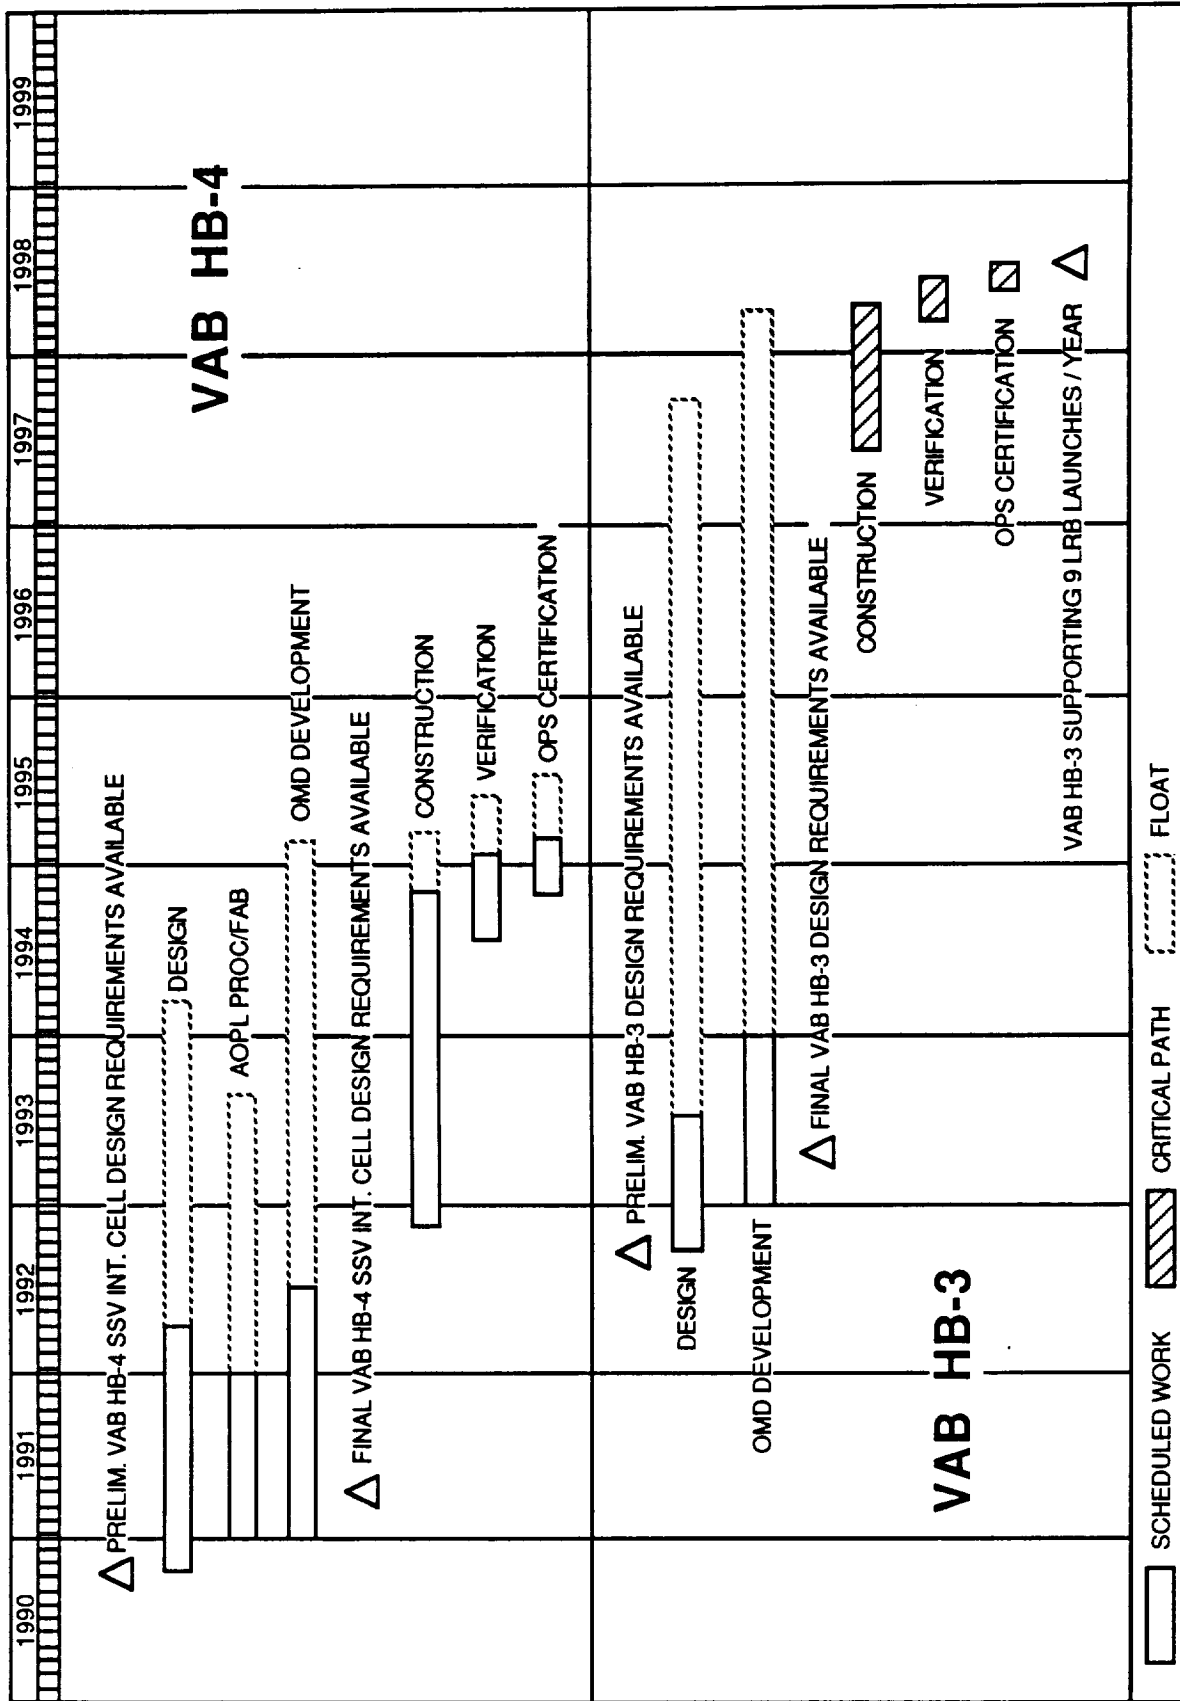 1990 1991 1992 1993 1994 1995 1996 1997 1998 1999
VAB HB-4
PRELIM. VAB HB-4 SSV INT. CELL DESIGN REQUIREMENTS AVAILABLE
DESIGN
AOPL PROC/FAB
OMD DEVELOPMENT
FINAL VAB HB-4 SSV INT. CELL DESIGN REQUIREMENTS AVAILABLE
CONSTRUCTION
VERIFICATION
OPS CERTIFICATION
PRELIM. VAB HB-3 DESIGN REQUIREMENTS AVAILABLE
DESIGN
OMD DEVELOPMENT
FINAL VAB HB-3 DESIGN REQUIREMENTS AVAILABLE
CONSTRUCTION
VAB HB-3
VERIFICATION
OPS CERTIFICATION
VAB HB-3 SUPPORTING 9 LRB LAUNCHES / YEAR
SCHEDULED WORK CRITICAL PATH FLOAT